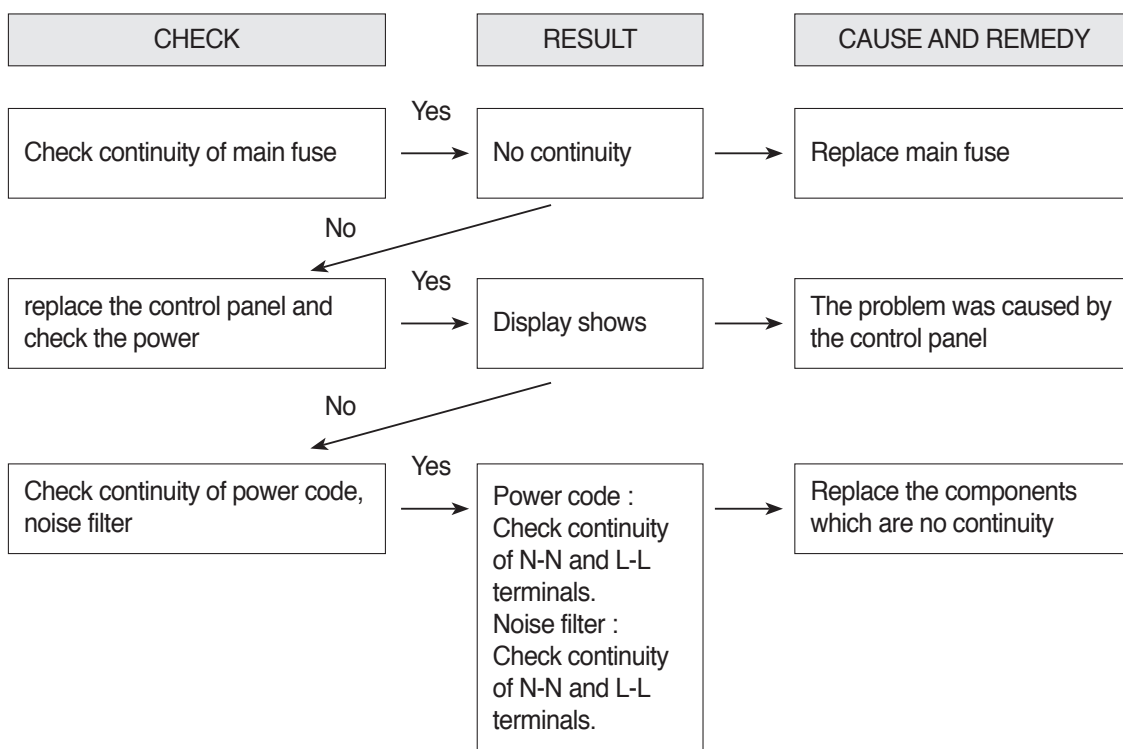 CHECK
RESULT
CAUSE AND REMEDY
Yes
Check continuity of main fuse
No continuity
Replace main fuse
No
Yes
replace the control panel and
check the power
Display shows
The problem was caused by
the control panel
No
Yes
Check continuity of power code,
noise filter
Power code :
Check continuity
of N-N and L-L
terminals.
Noise filter :
Check continuity
of N-N and L-L
terminals.
Replace the components
which are no continuity